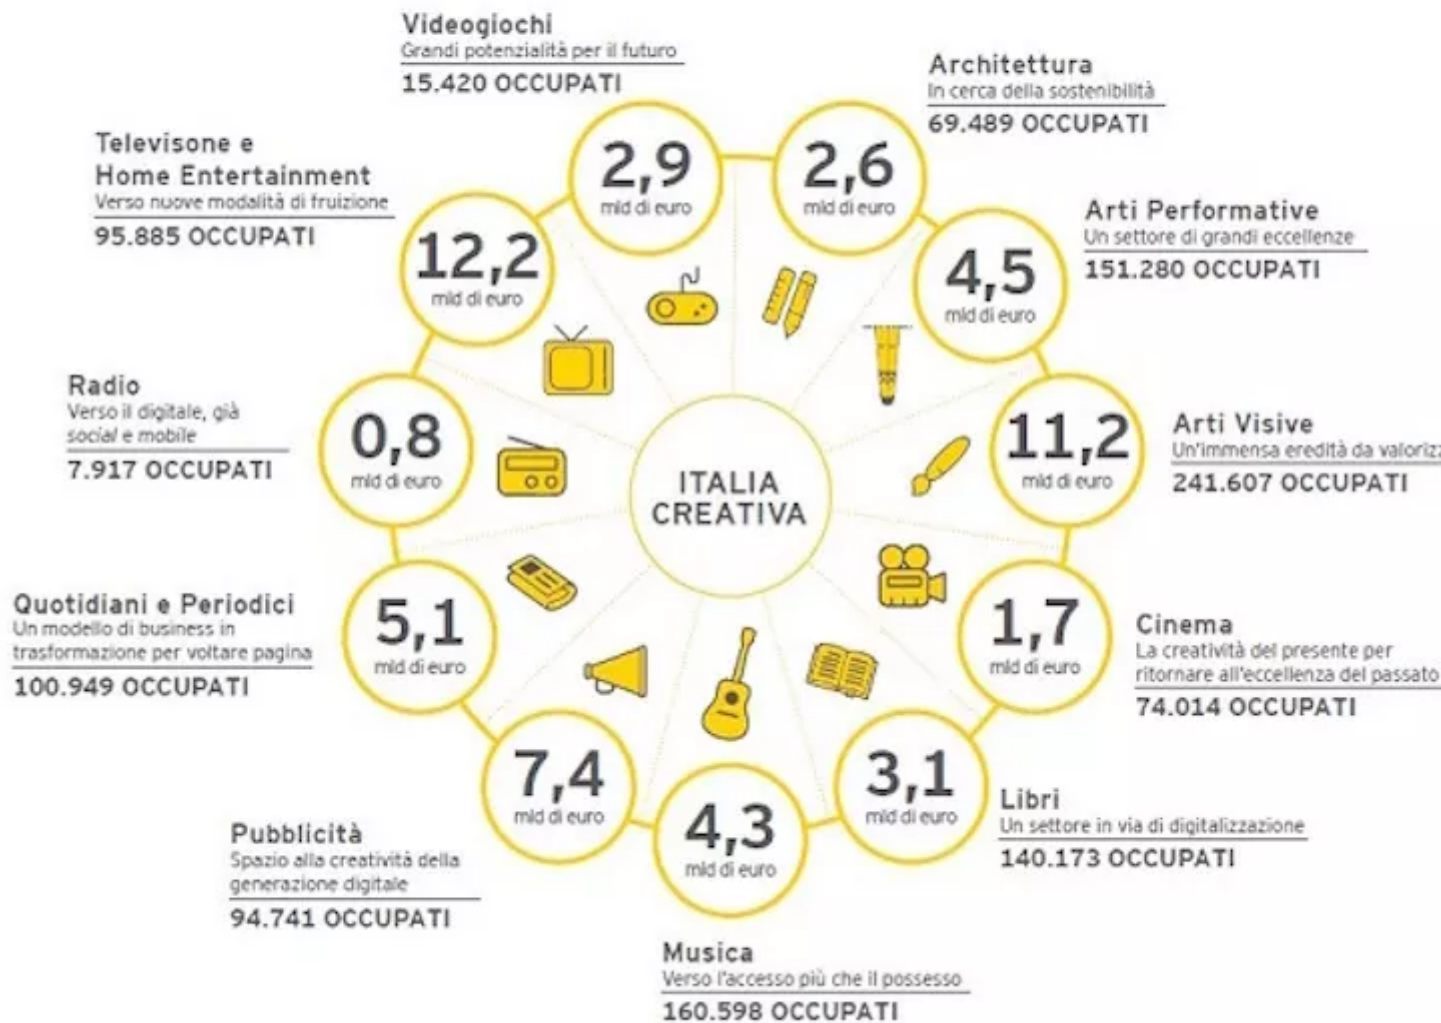 Videogiochi
Grandi potenzialità per il futuro
15.420 OCCUPATI
2,9
mld di euro
Architettura
In cerca della sostenibilità
69.489 OCCUPATI
2,6
mld di euro
Arti Performative
Un settore di grandi eccellenze
151.280 OCCUPATI
4,5
mld di euro
Arti Visive
Un'immensa eredità da valorizz
241.607 OCCUPATI
11,2
mld di euro
Cinema
La creatività del presente per
ritornare all'eccellenza del passato
74.014 OCCUPATI
1,7
mld di euro
Libri
Un settore in via di digitalizzazione
140.173 OCCUPATI
3,1
mld di euro
Musica
Verso l'accesso più che il possesso
160.598 OCCUPATI
4,3
mld di euro
Pubblicità
Spazio alla creatività della
generazione digitale
94.741 OCCUPATI
7,4
mld di euro
Quotidiani e Periodici
Un modello di business in
trasformazione per voltare pagina
100.949 OCCUPATI
5,1
mld di euro
Radio
Verso il digitale, già
social e mobile
7.917 OCCUPATI
0,8
mld di euro
Televisone e
Home Entertainment
Verso nuove modalità di fruizione
95.885 OCCUPATI
12,2
mld di euro
ITALIA
CREATIVA